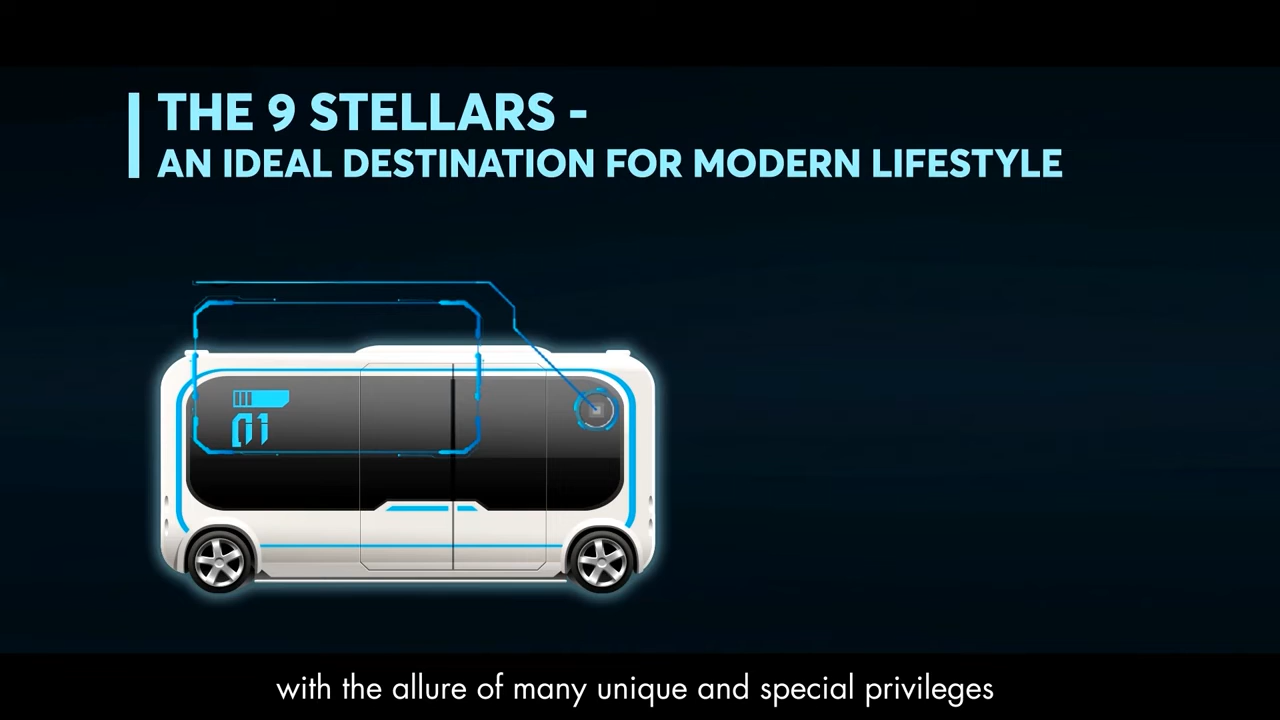 THE 9 STELLARS -
AN IDEAL DESTINATION FOR MODERN LIFESTYLE
01
with the allure of many unique and special privileges